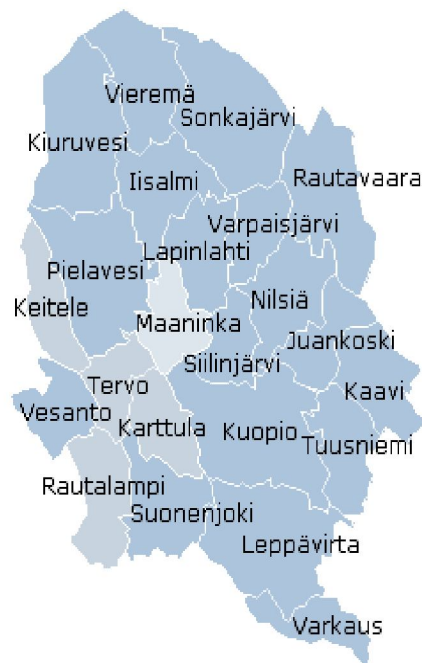 Vieremä
Sonkajärvi
Kiuruvesi
Iisalmi
Rautavaara
Varpaisjärvi
Lapinlahti
Pielavesi
Keitele
Nilsiä
Maaninka
Juankoski
Siilinjärvi
Tervo
Kaavi
Vesanto
Karttula
Kuopio
Tuusniemi
Rautalampi
Suonenjoki
Leppävirta
Varkaus